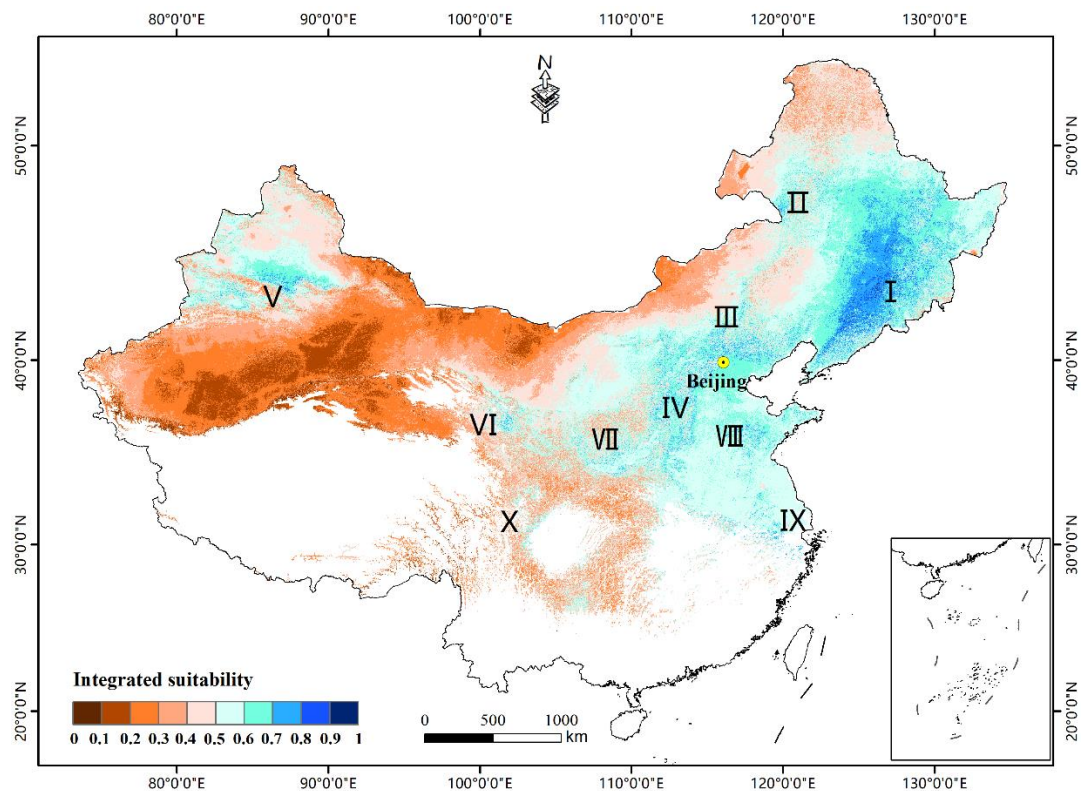 80°0'0"E 90°0'0"E 100°0'0"E 110°0'0"E 120°0'0"E 130°0'0"E
N
50°0'0"N 50°0'0"N
II
V
I
III
40°0'0"N 40°0'0"N
Beijing
IV
VI
VII
VIII
X
IX
30°0'0"N 30°0'0"N
Integrated suitability
0 0.1 0.2 0.3 0.4 0.5 0.6 0.7 0.8 0.9 1
0 500 1000
km
20°0'0"N 20°0'0"N
80°0'0"E 90°0'0"E 100°0'0"E 110°0'0"E 120°0'0"E 130°0'0"E